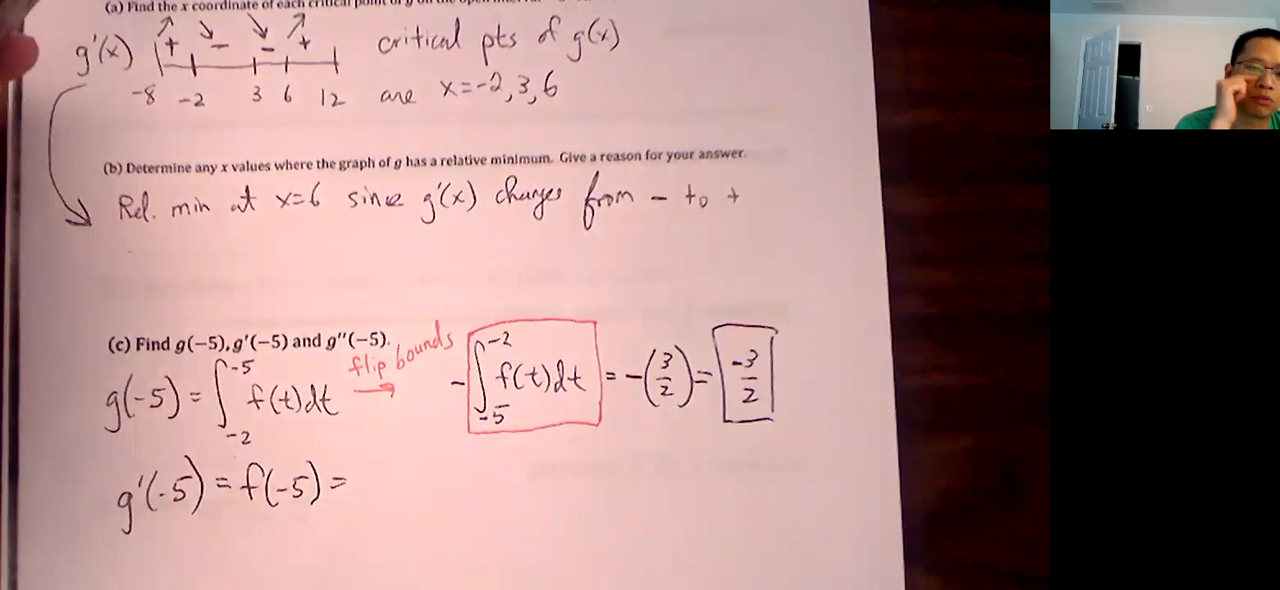 (a) Find the x coordinate of each critical point of g on the open
g'(x) + - - + critical pts of g(x)
-8 -2 3 6 12 are x=-2,3,6
(b) Determine any x values where the graph of g has a relative minimum. Give a reason for your answer.
Rel. min at x=6 since g'(x) changes from - to +
(c) Find g(−5), g'(−5) and g''(−5).
g(-5) = ∫_{-2}^{-5} f(t)dt flip bounds → -∫_{-5}^{-2} f(t)dt = -(3/2) = -3/2
g'(-5) = f(-5) =